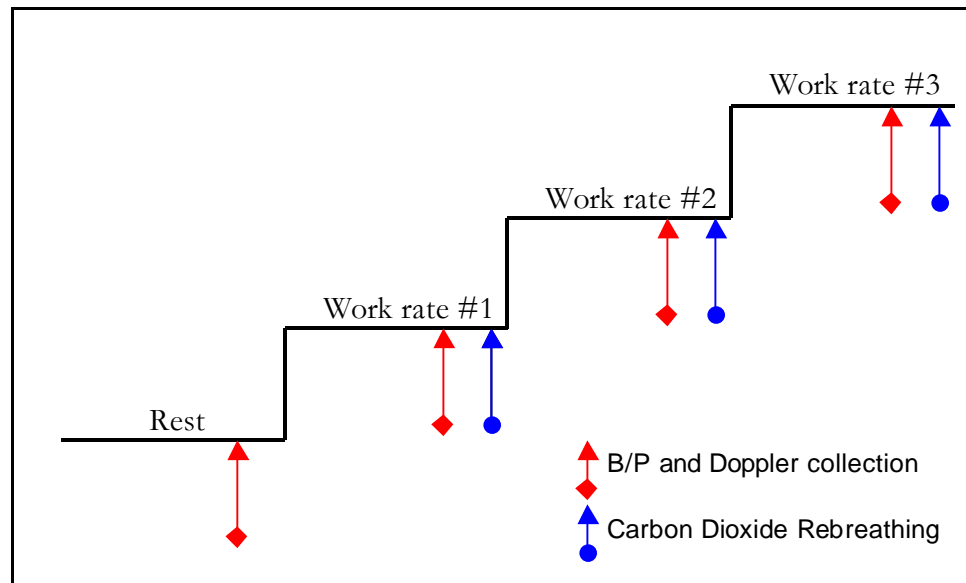 Work rate #3
Work rate #2
Work rate #1
Rest
B/P and Doppler collection
Carbon Dioxide Rebreathing